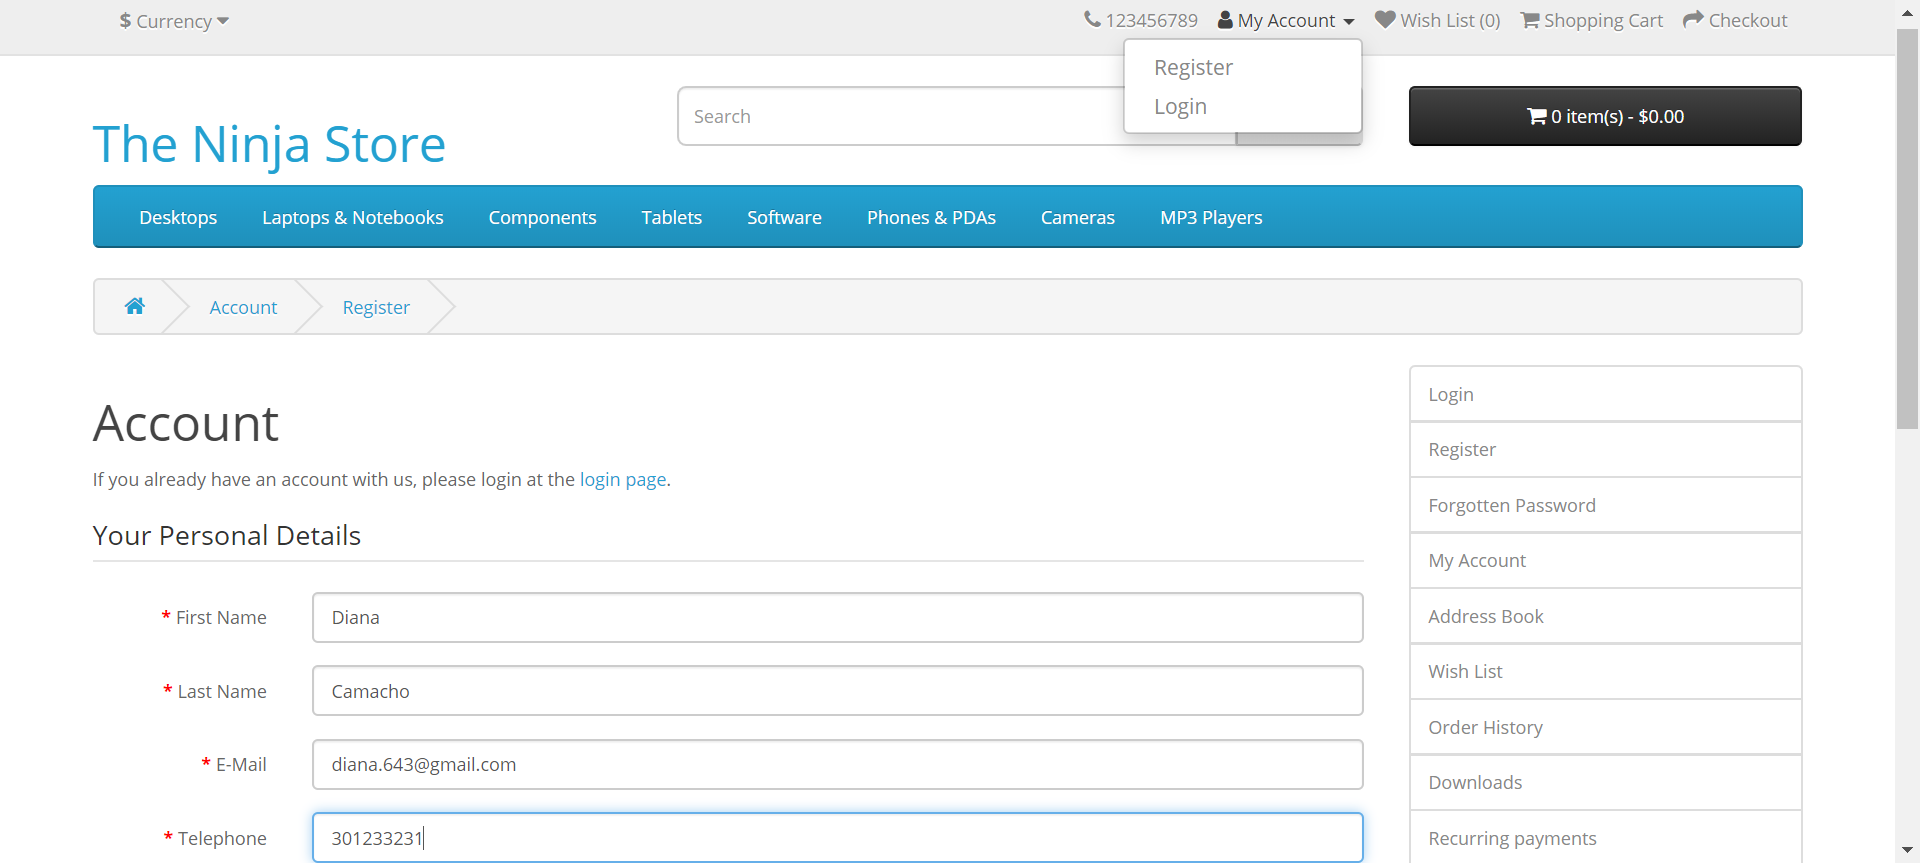 $ Currency
123456789 My Account Wish List (0) Shopping Cart Checkout
Register
Login
Search
0 item(s) - $0.00
The Ninja Store
Desktops Laptops & Notebooks Components Tablets Software Phones & PDAs Cameras MP3 Players
Account Register
Account
If you already have an account with us, please login at the login page.
Your Personal Details
* First Name Diana
* Last Name Camacho
* E-Mail diana.643@gmail.com
* Telephone 301233231
Login
Register
Forgotten Password
My Account
Address Book
Wish List
Order History
Downloads
Recurring payments